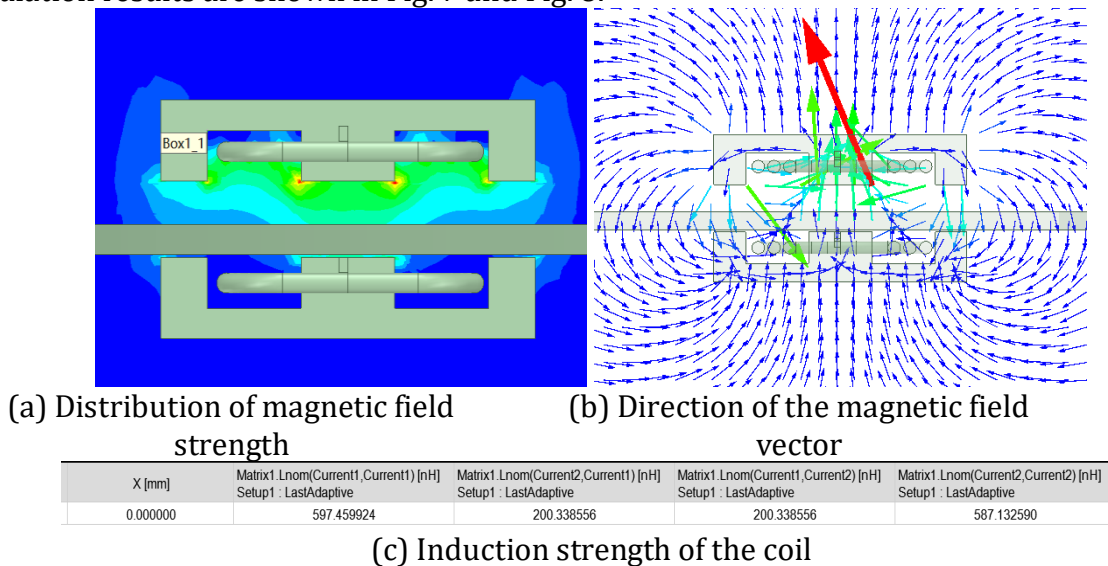 Box1_1
(a) Distribution of magnetic field
strength
(b) Direction of the magnetic field
vector
X [mm]
Matrix1.Lnom(Current1,Current1) [nH]
Setup1 : LastAdaptive
Matrix1.Lnom(Current2,Current1) [nH]
Setup1 : LastAdaptive
Matrix1.Lnom(Current1,Current2) [nH]
Setup1 : LastAdaptive
Matrix1.Lnom(Current2,Current2) [nH]
Setup1 : LastAdaptive
0.000000 597.459924 200.338556 200.338556 587.132590
(c) Induction strength of the coil